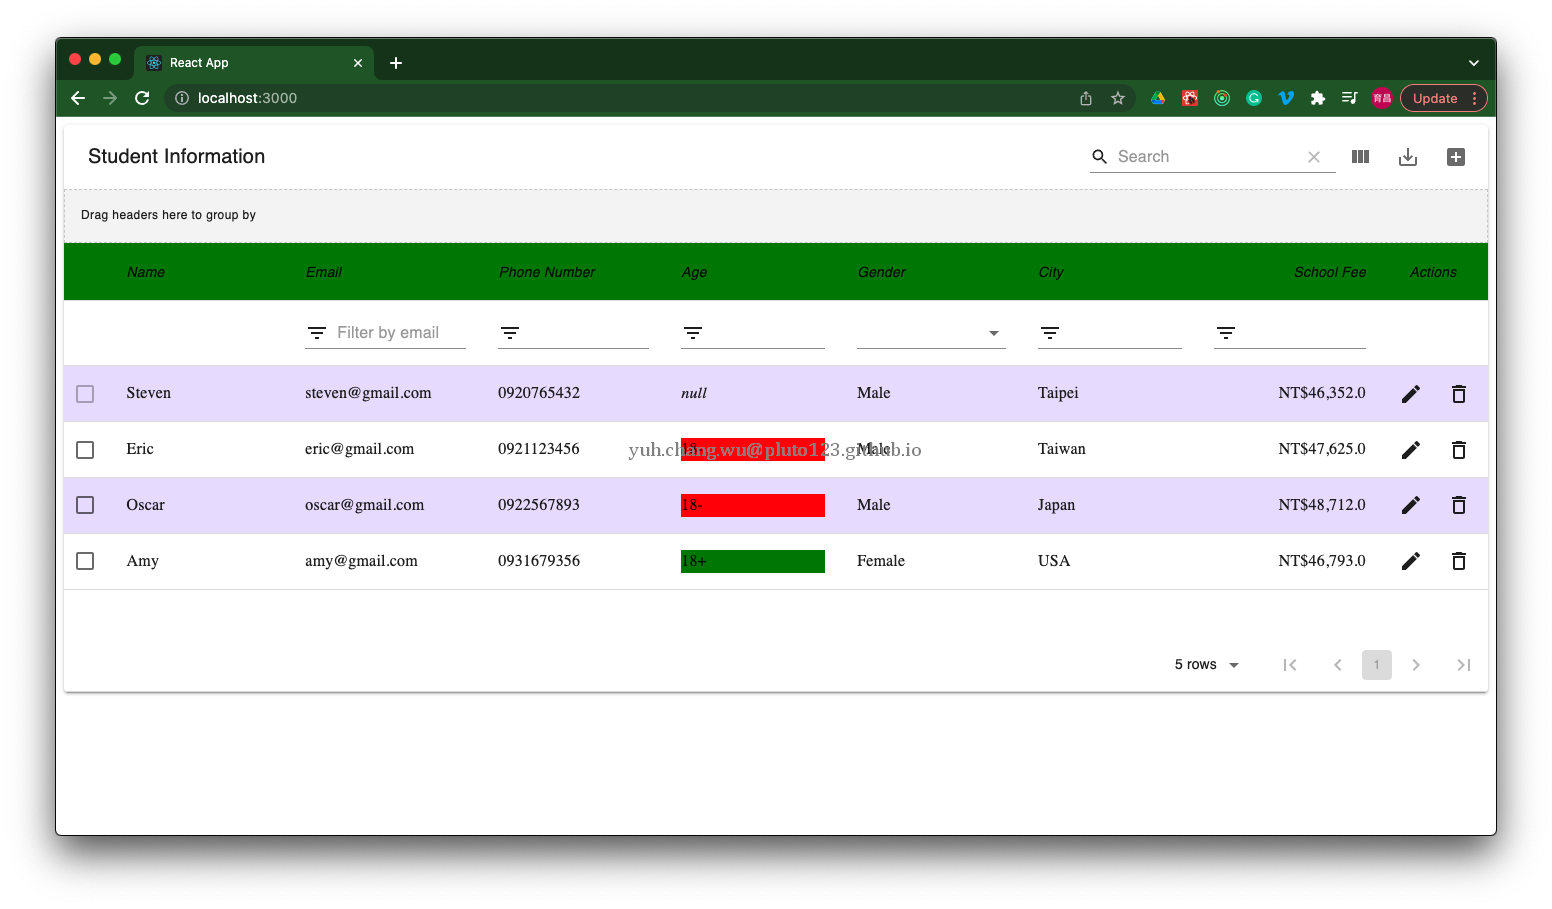 React App
localhost:3000
育昌
Update
Student Information
Search
Drag headers here to group by
Name Email Phone Number Age Gender City School Fee Actions
Filter by email
Steven steven@gmail.com 0920765432 null Male Taipei NT$46,352.0
Eric eric@gmail.com 0921123456 18- Male Taiwan NT$47,625.0
yuh.chang.wu@pluto123.github.io
Oscar oscar@gmail.com 0922567893 18- Male Japan NT$48,712.0
Amy amy@gmail.com 0931679356 18+ Female USA NT$46,793.0
5 rows 1